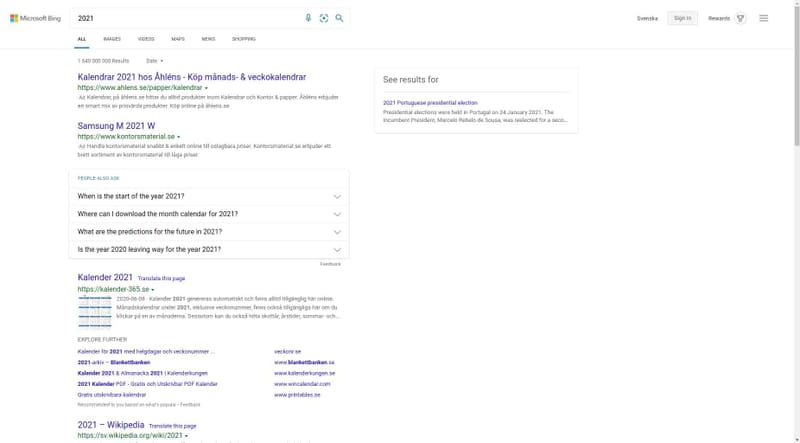 Microsoft Bing
2021
Svenska
Sign in
Rewards
ALL
IMAGES
VIDEOS
MAPS
NEWS
SHOPPING
1 540 000 000 Results
Date
Kalendrar 2021 hos Åhléns - Köp månads- & veckokalendrar
https://www.ahlens.se/papper/kalendrar
Ad Kalendrar, på åhlens.se hittar du alltid produkter inom Kalendrar och Kontor & papper. Åhléns erbjuder
en smart mix av prisvärda produkter. Köp online på åhlens.se
Samsung M 2021 W
https://www.kontorsmaterial.se
Ad Handla kontorsmaterial snabbt & enkelt online till oslagbara priser. Kontorsmaterial.se erbjuder ett
brett sortiment av kontorsmaterial till låga priser
PEOPLE ALSO ASK
When is the start of the year 2021?
Where can I download the month calendar for 2021?
What are the predictions for the future in 2021?
Is the year 2020 leaving way for the year 2021?
Feedback
Kalender 2021 Translate this page
https://kalender-365.se
2020-06-08 · Kalender 2021 genereras automatiskt och finns alltid tillgänglig här online.
Månadskalendrar under 2021, inklusive veckonummer, finns också tillgängliga här om du
klickar på en av månaderna. Dessutom kan du också hitta skottår, årstider, sommar- och...
EXPLORE FURTHER
Kalender för 2021 med helgdagar och veckonummer ...
veckonr.se
2021-arkiv – Blankettbanken
www.blankettbanken.se
Kalender 2021 & Almanacka 2021 | Kalenderkungen
www.kalenderkungen.se
2021 Kalender PDF - Gratis och Utskrivbar PDF Kalender
www.wincalendar.com
Gratis utskrivbara kalendrar
www.printables.se
Recommended to you based on what's popular • Feedback
2021 – Wikipedia Translate this page
https://sv.wikipedia.org/wiki/2021
See results for
2021 Portuguese presidential election
Presidential elections were held in Portugal on 24 January 2021. The
incumbent President, Marcelo Rebelo de Sousa, was reelected for a seco...